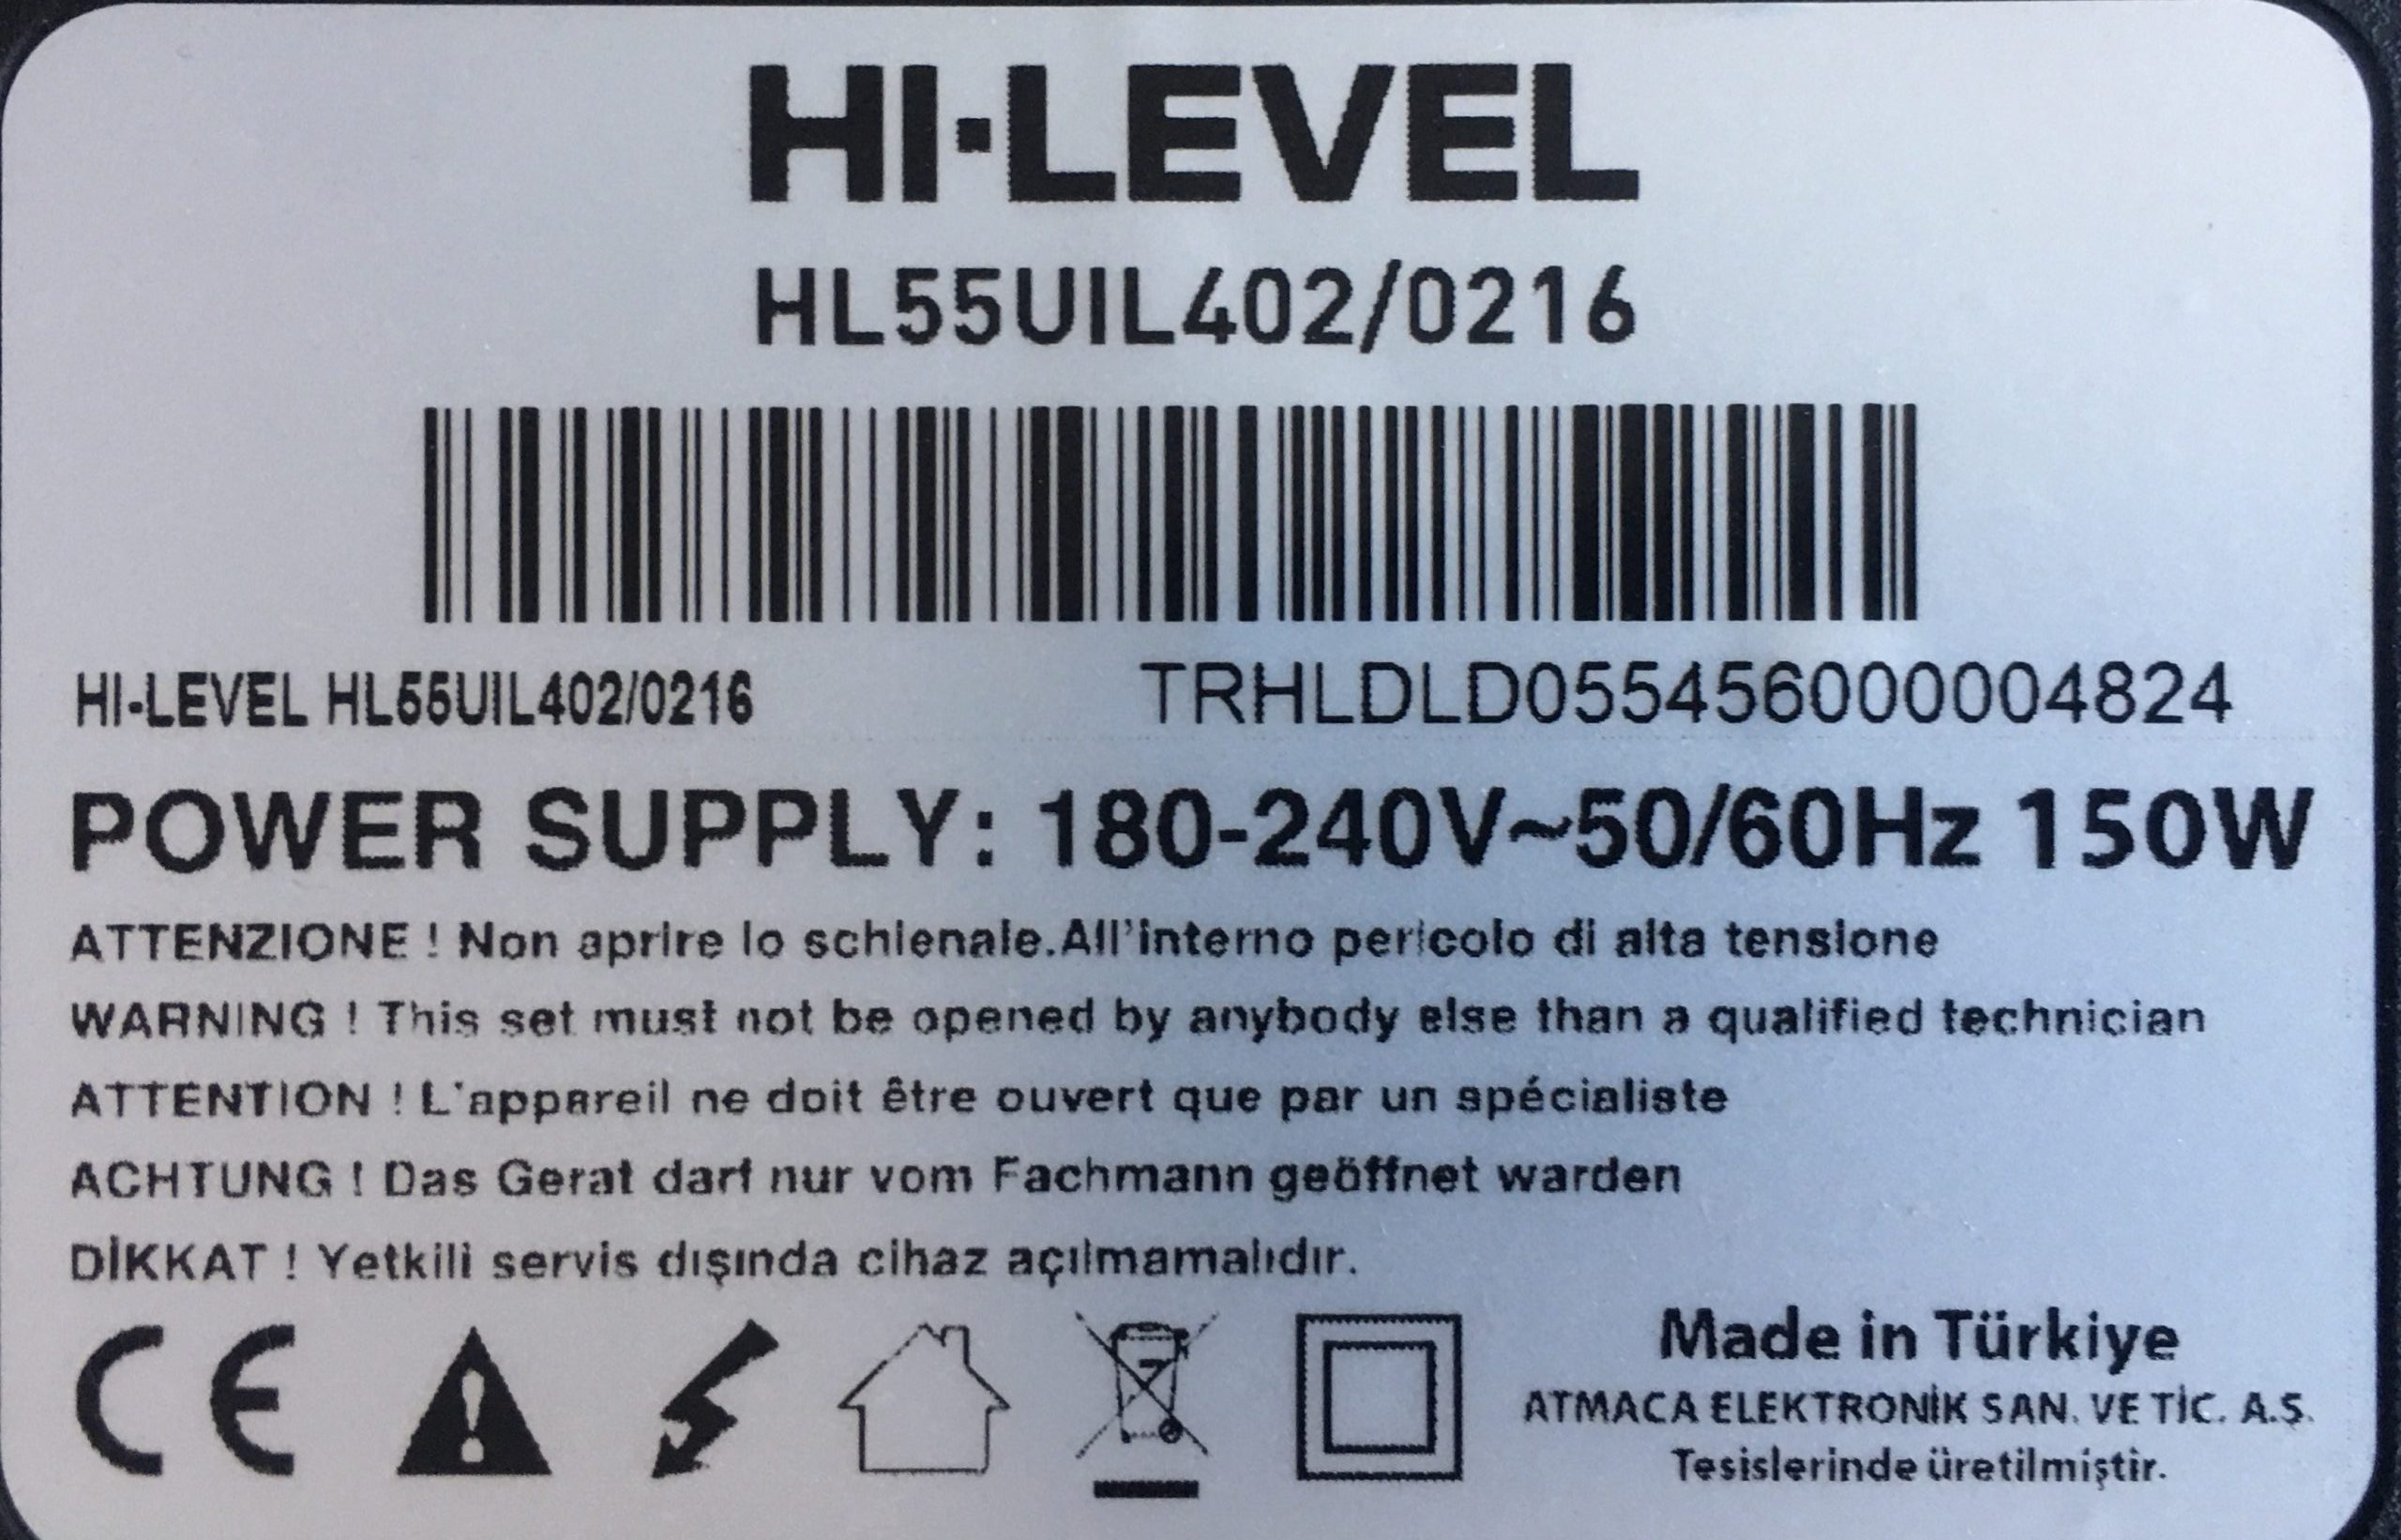 HI-LEVEL
HL55UIL402/0216
HI-LEVEL HL55UIL402/0216 TRHLDLD055456000004824
POWER SUPPLY: 180-240V~50/60Hz 150W
ATTENZIONE ! Non aprire lo schienale.All'interno pericolo di alta tensione
WARNING ! This set must not be opened by anybody else than a qualified technician
ATTENTION ! L'appareil ne doit être ouvert que par un spécialiste
ACHTUNG ! Das Gerat darf nur vom Fachmann geöffnet warden
DİKKAT ! Yetkili servis dışında cihaz açılmamalıdır.
CE
Made in Türkiye
ATMACA ELEKTRONİK SAN. VE TİC. A.Ş.
Tesislerinde üretilmiştir.